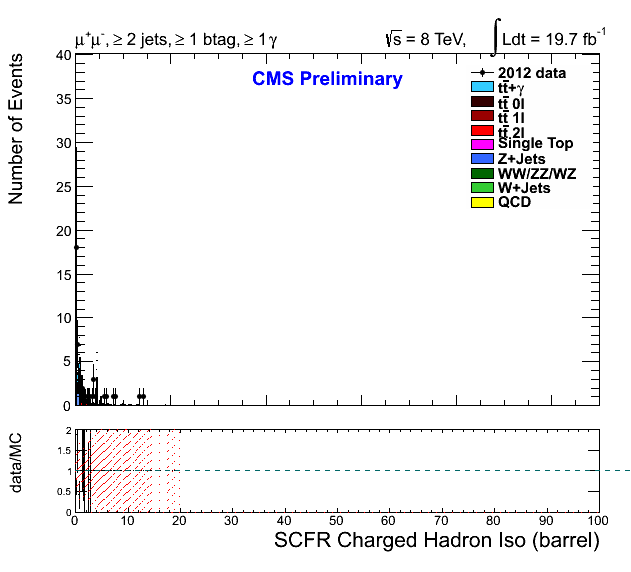 μ⁺μ⁻, ≥ 2 jets, ≥ 1 btag, ≥ 1 γ
√s = 8 TeV, ∫ Ldt = 19.7 fb⁻¹
CMS Preliminary
2012 data
tt̄+γ
tt̄ 0l
tt̄ 1l
tt̄ 2l
Single Top
Z+Jets
WW/ZZ/WZ
W+Jets
QCD
Number of Events
40
35
30
25
20
15
10
5
0
data/MC
2
1.5
1
0.5
0
0 10 20 30 40 50 60 70 80 90 100
SCFR Charged Hadron Iso (barrel)